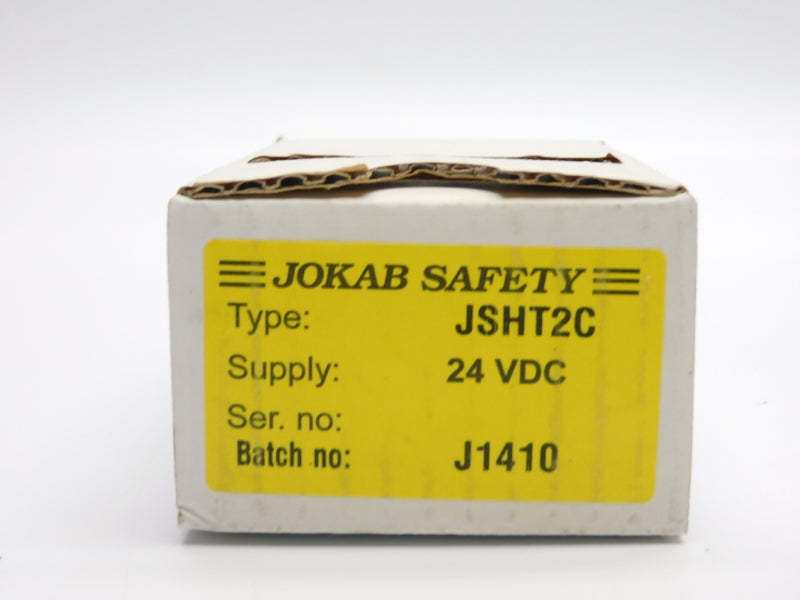 JOKAB SAFETY
Type: JSHT2C
Supply: 24 VDC
Ser. no:
Batch no: J1410